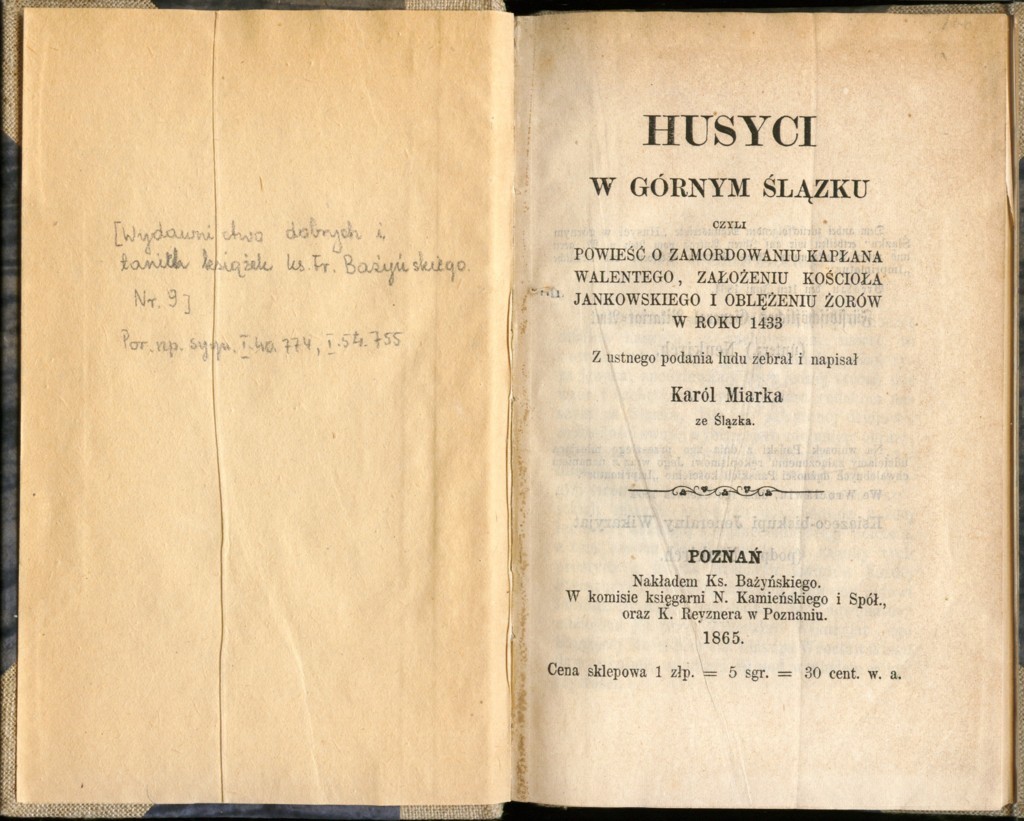 [Wydawnictwo dobrych i
tanich książek ks. Fr. Bażyńskiego.
Nr. 9]
Por. np. sygn. I.40.774, I.54.755
HUSYCI
W GÓRNYM ŚLĄZKU
CZYLI
POWIEŚĆ O ZAMORDOWANIU KAPŁANA
WALENTEGO, ZAŁOŻENIU KOŚCIOŁA
JANKOWSKIEGO I OBLĘŻENIU ŻORÓW
W ROKU 1433
Z ustnego podania ludu zebrał i napisał
Karól Miarka
ze Ślązka.
POZNAŃ
Nakładem Ks. Bażyńskiego.
W komisie księgarni N. Kamieńskiego i Spół.,
oraz K. Reyznera w Poznaniu.
1865.
Cena sklepowa 1 złp. = 5 sgr. = 30 cent. w. a.